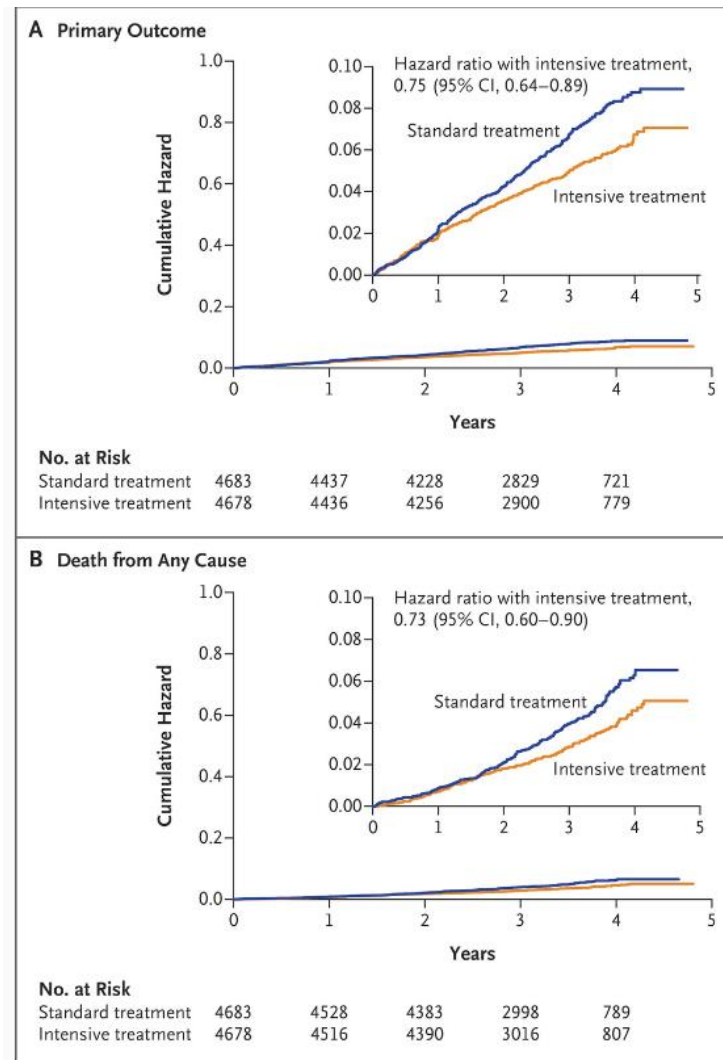 A Primary Outcome
1.0
0.8
0.6
0.4
0.2
0.0
Cumulative Hazard
0.10
0.08
0.06
0.04
0.02
0.00
Hazard ratio with intensive treatment,
0.75 (95% CI, 0.64–0.89)
Standard treatment
Intensive treatment
0 1 2 3 4 5
0 1 2 3 4 5
Years
No. at Risk
Standard treatment 4683 4437 4228 2829 721
Intensive treatment 4678 4436 4256 2900 779
B Death from Any Cause
1.0
0.8
0.6
0.4
0.2
0.0
Cumulative Hazard
0.10
0.08
0.06
0.04
0.02
0.00
Hazard ratio with intensive treatment,
0.73 (95% CI, 0.60–0.90)
Standard treatment
Intensive treatment
0 1 2 3 4 5
0 1 2 3 4 5
Years
No. at Risk
Standard treatment 4683 4528 4383 2998 789
Intensive treatment 4678 4516 4390 3016 807